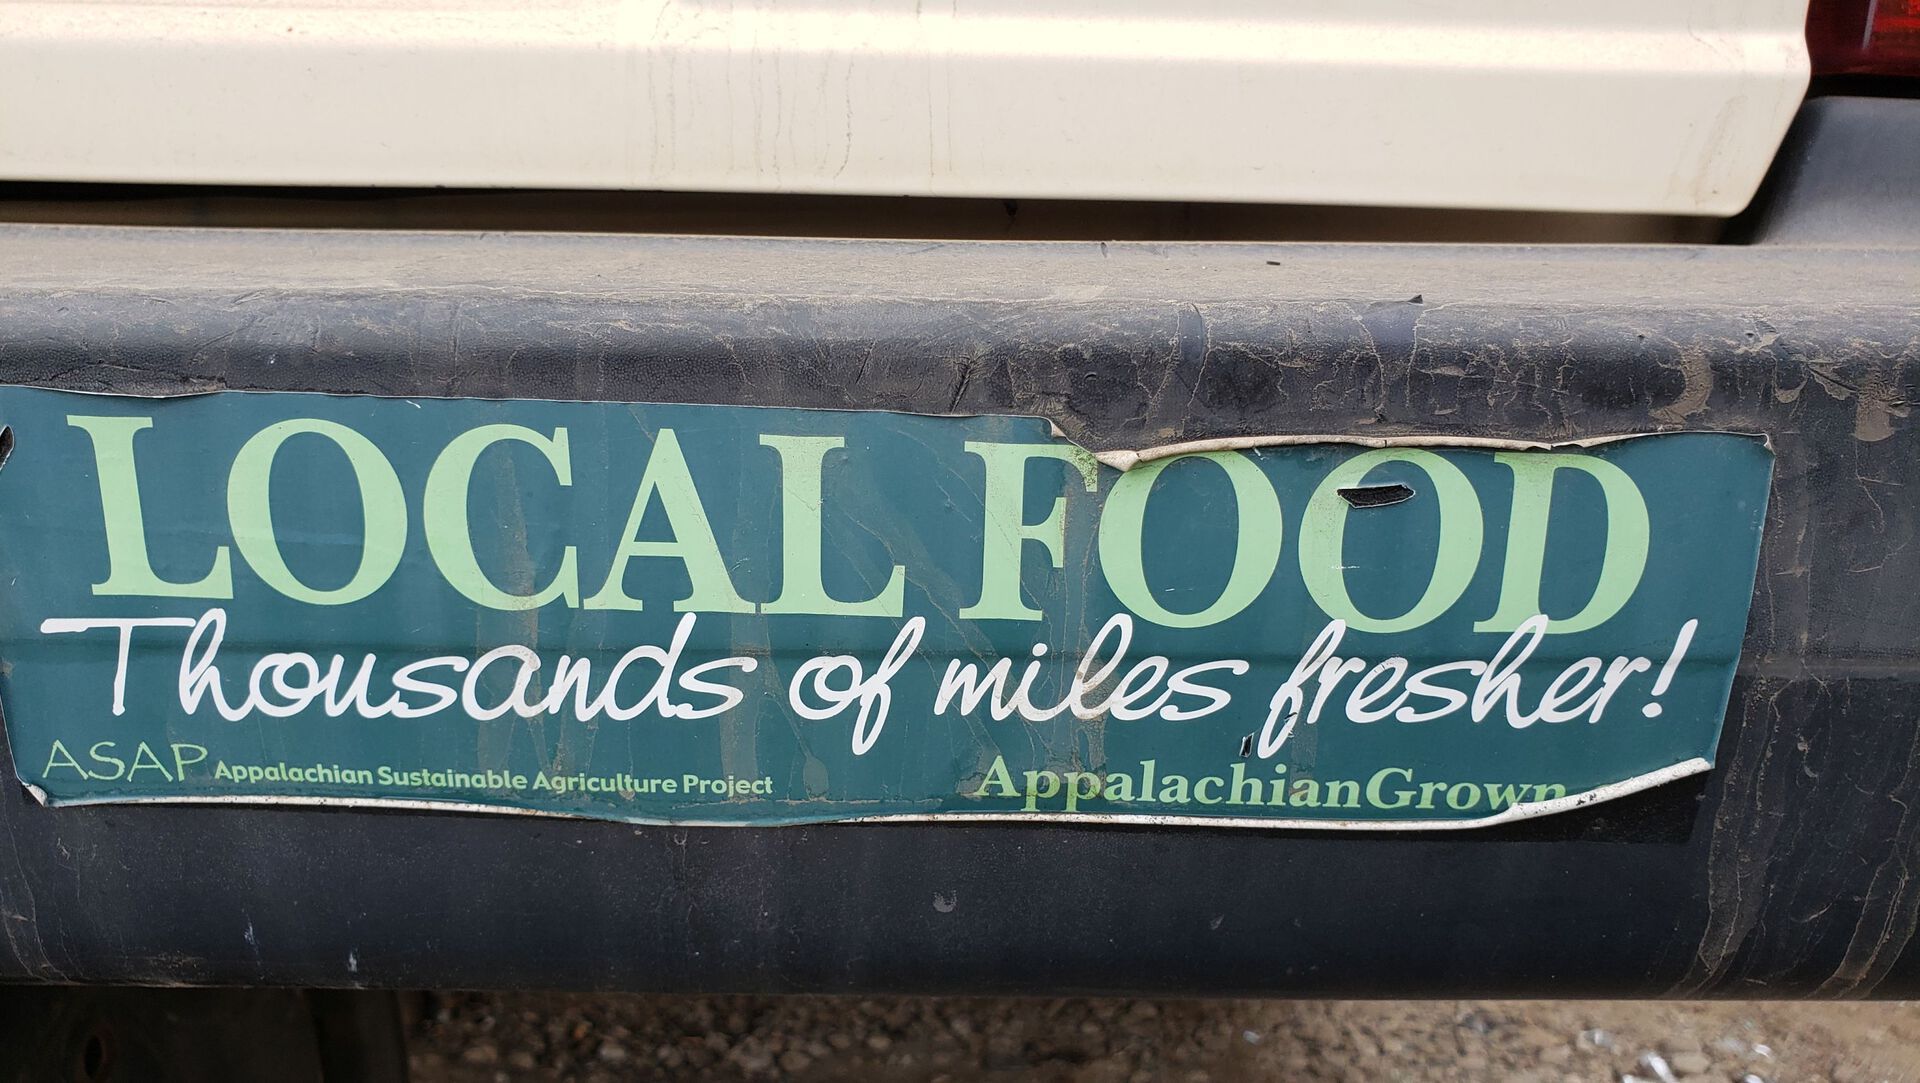 LOCAL FOOD
Thousands of miles fresher!
ASAP Appalachian Sustainable Agriculture Project AppalachianGrown